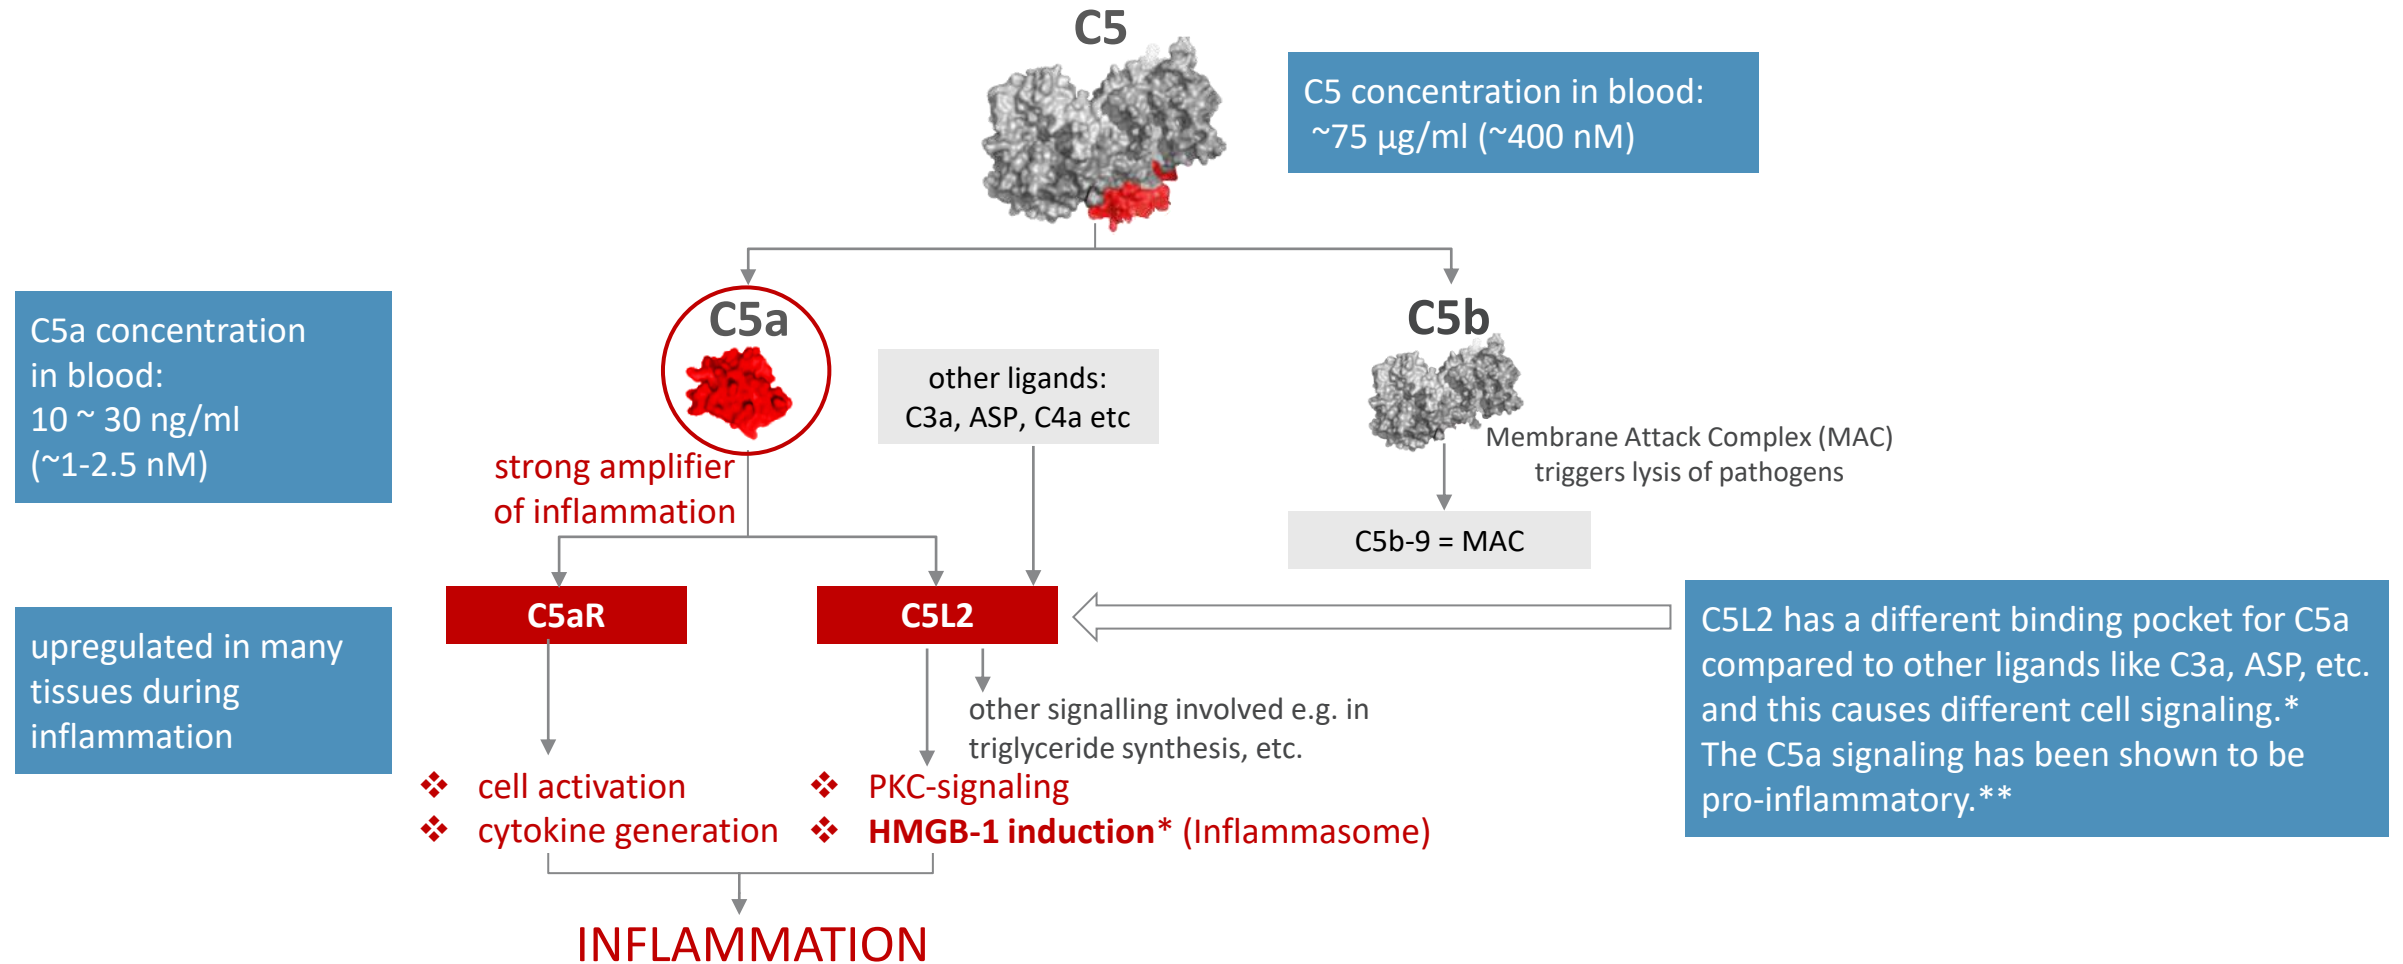 C5
C5 concentration in blood:
~75 µg/ml (~400 nM)
C5a concentration
in blood:
10 ~ 30 ng/ml
(~1-2.5 nM)
C5a
other ligands:
C3a, ASP, C4a etc
C5b
Membrane Attack Complex (MAC)
triggers lysis of pathogens
strong amplifier
of inflammation
C5b-9 = MAC
C5aR
C5L2
upregulated in many
tissues during
inflammation
C5L2 has a different binding pocket for C5a
compared to other ligands like C3a, ASP, etc.
and this causes different cell signaling.*
The C5a signaling has been shown to be
pro-inflammatory.**
other signalling involved e.g. in
triglyceride synthesis, etc.
❖ cell activation
❖ cytokine generation
❖ PKC-signaling
❖ HMGB-1 induction* (Inflammasome)
INFLAMMATION